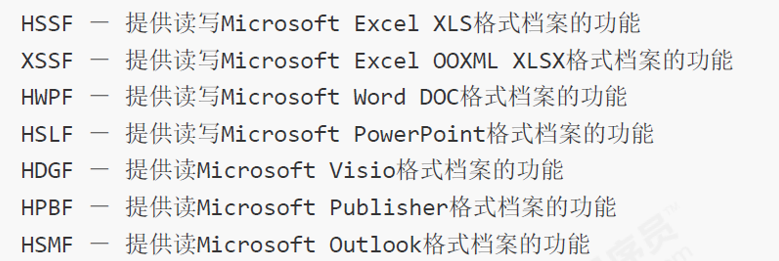 HSSF － 提供读写Microsoft Excel XLS格式档案的功能
XSSF － 提供读写Microsoft Excel OOXML XLSX格式档案的功能
HWPF － 提供读写Microsoft Word DOC格式档案的功能
HSLF － 提供读写Microsoft PowerPoint格式档案的功能
HDGF － 提供读Microsoft Visio格式档案的功能
HPBF － 提供读Microsoft Publisher格式档案的功能
HSMF － 提供读Microsoft Outlook格式档案的功能